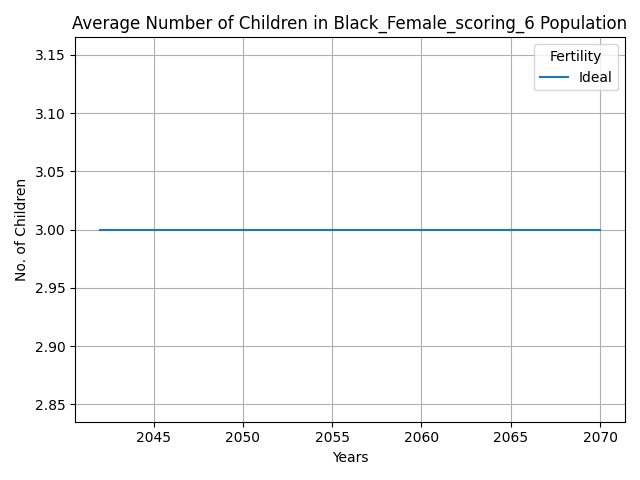 Average Number of Children in Black_Female_scoring_6 Population
Fertility
Ideal
3.15
3.10
3.05
3.00
2.95
2.90
2.85
No. of Children
2045 2050 2055 2060 2065 2070
Years